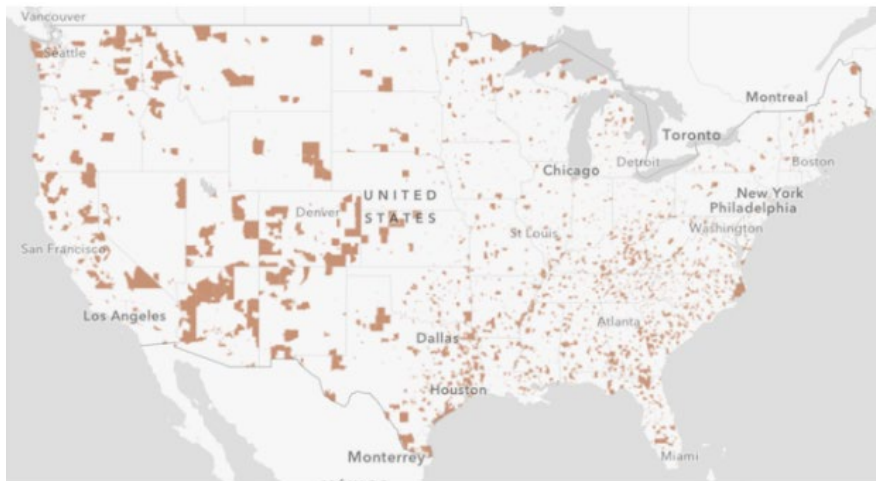 Vancouver
Seattle
Montreal
Toronto
Boston
Detroit
Chicago
New York
Philadelphia
UNITED
STATES
Denver
Washington
St Louis
San Francisco
Los Angeles
Atlanta
Dallas
Houston
Monterrey
Miami